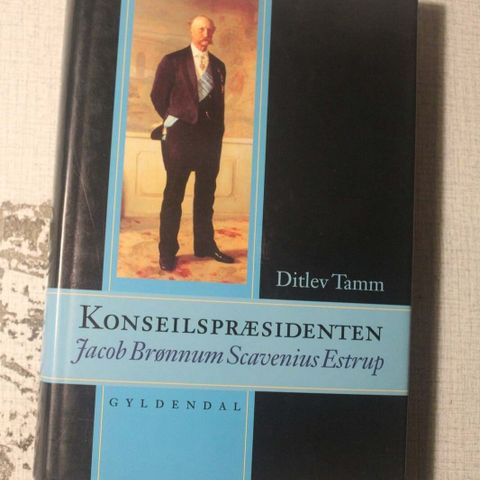 Ditlev Tamm
KONSEILSPRÆSIDENTEN
Jacob Brønnum Scavenius Estrup
GYLDENDAL